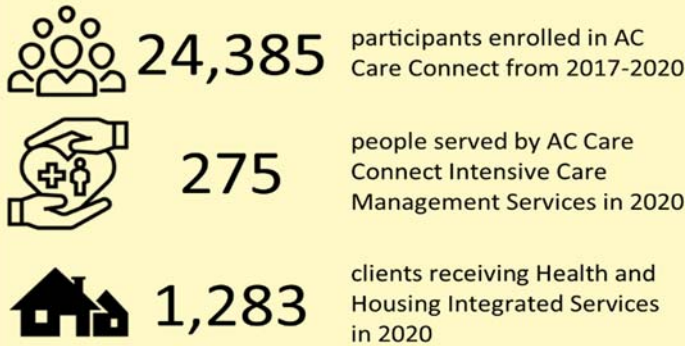 24,385
participants enrolled in AC
Care Connect from 2017-2020
275
people served by AC Care
Connect Intensive Care
Management Services in 2020
1,283
clients receiving Health and
Housing Integrated Services
in 2020